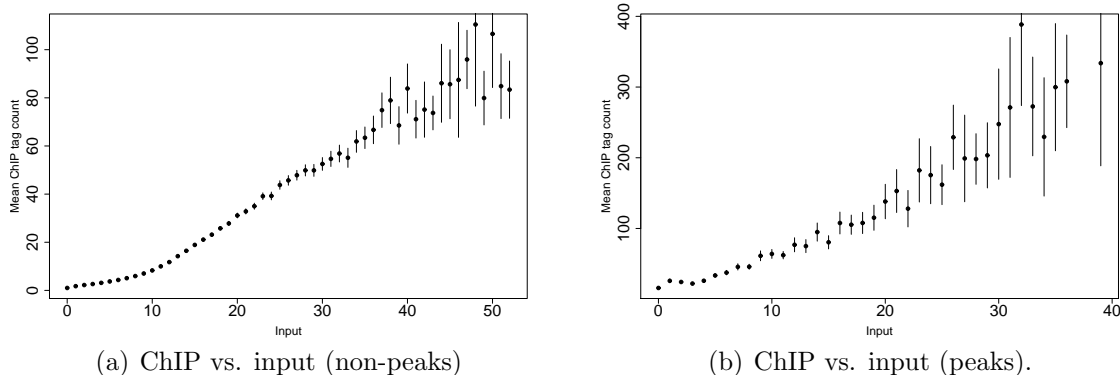 Mean ChIP tag count
100
80
60
40
20
0
0 10 20 30 40 50
Input
(a) ChIP vs. input (non-peaks)
Mean ChIP tag count
400
300
200
100
0 10 20 30 40
Input
(b) ChIP vs. input (peaks).